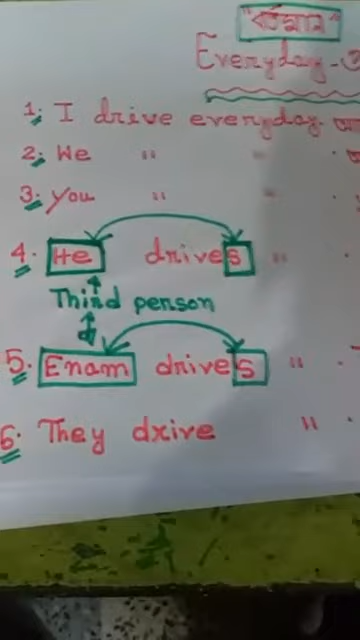 "বর্তমান"
Everyday -
1. I drive everyday
2. We " "
3. You " "
4. He drives "
Third person
5. Enam drives "
6. They drive "